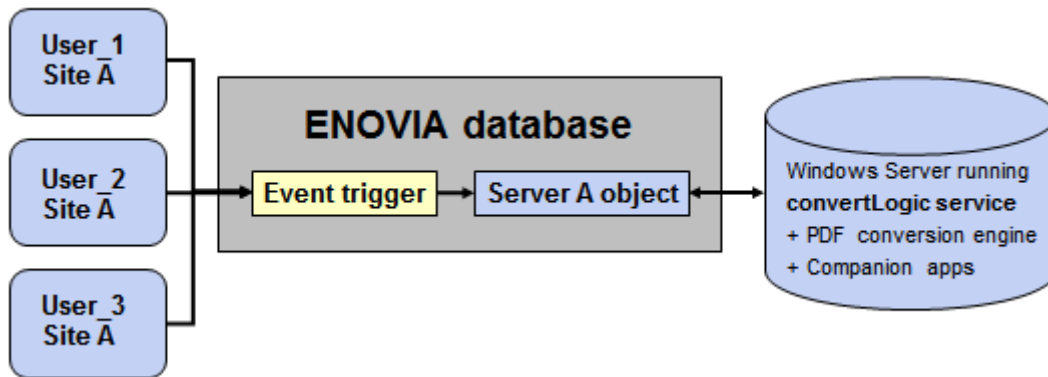 User_1
Site A
User_2
Site A
User_3
Site A
ENOVIA database
Event trigger
Server A object
Windows Server running
convertLogic service
+ PDF conversion engine
+ Companion apps